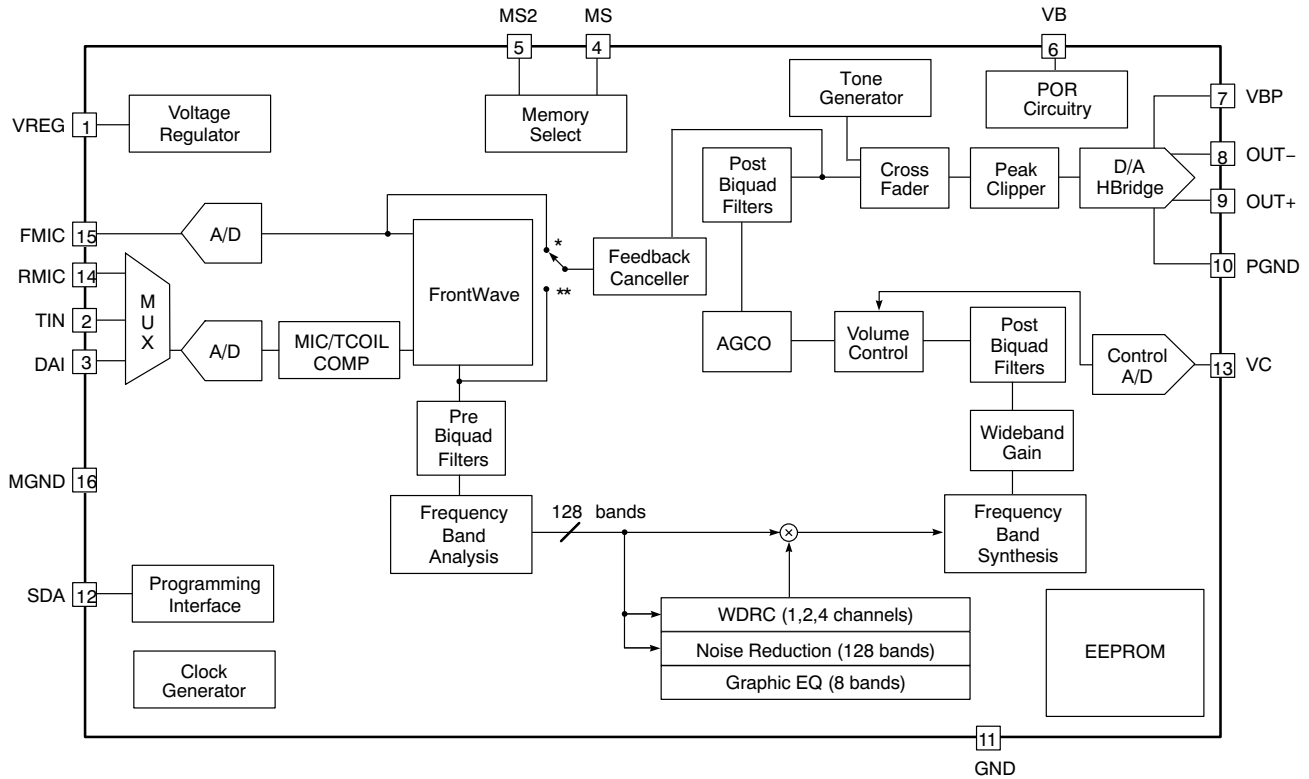 MS2 MS VB
5 4 6
VREG 1
Voltage
Regulator
Memory
Select
Tone
Generator
POR
Circuitry
7 VBP
8 OUT−
9 OUT+
10 PGND
Post
Biquad
Filters
Cross
Fader
Peak
Clipper
D/A
HBridge
FMIC 15
A/D
RMIC 14
TIN 2
DAI 3
MUX
A/D
MIC/TCOIL
COMP
FrontWave
*
**
Feedback
Canceller
AGCO
Volume
Control
Post
Biquad
Filters
Control
A/D
13 VC
Pre
Biquad
Filters
Wideband
Gain
MGND 16
Frequency
Band
Analysis
128 bands
×
Frequency
Band
Synthesis
SDA 12
Programming
Interface
WDRC (1,2,4 channels)
Noise Reduction (128 bands)
Graphic EQ (8 bands)
EEPROM
Clock
Generator
11
GND